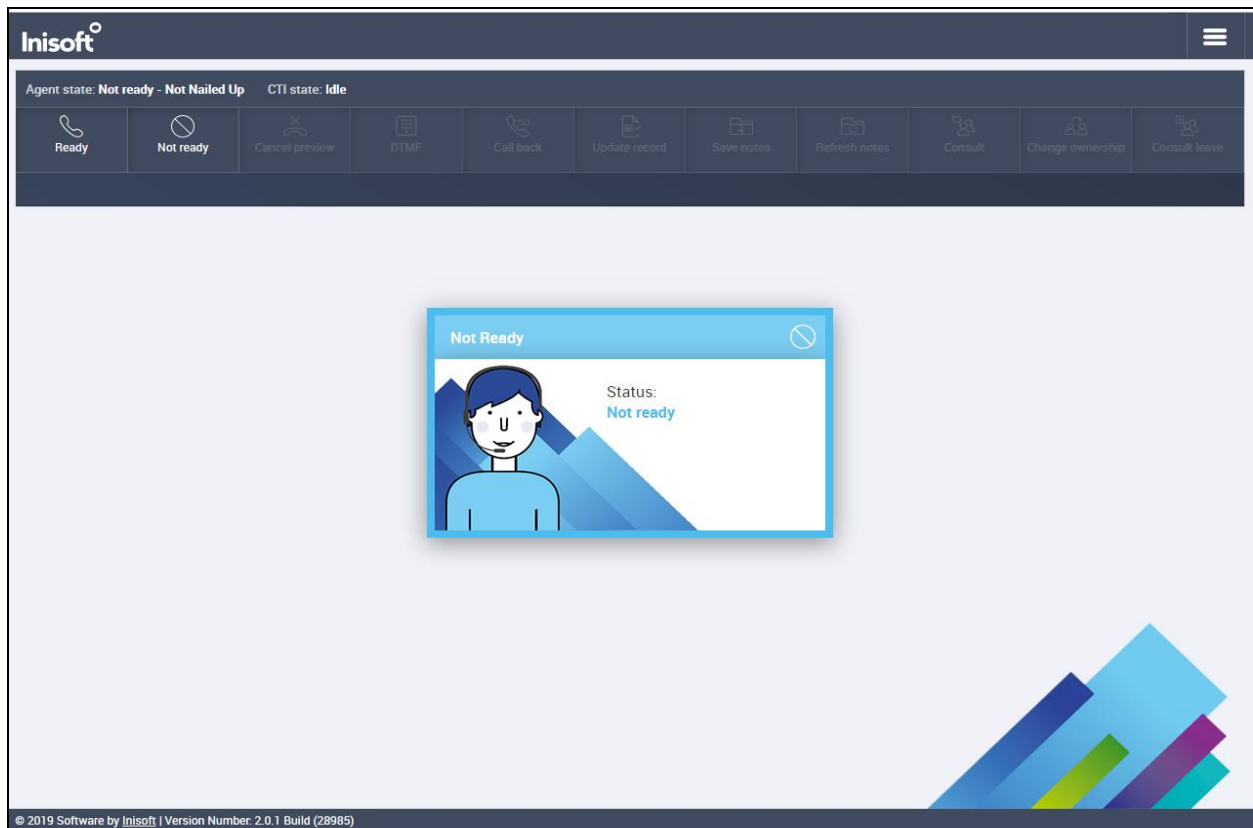 Inisoft
Agent state: Not ready - Not Nailed Up CTI state: Idle
Ready Not ready Cancel preview DTMF Call back Update record Save notes Refresh notes Consult Change ownership Consult leave
Not Ready
Status:
Not ready
© 2019 Software by Inisoft | Version Number: 2.0.1 Build (28985)